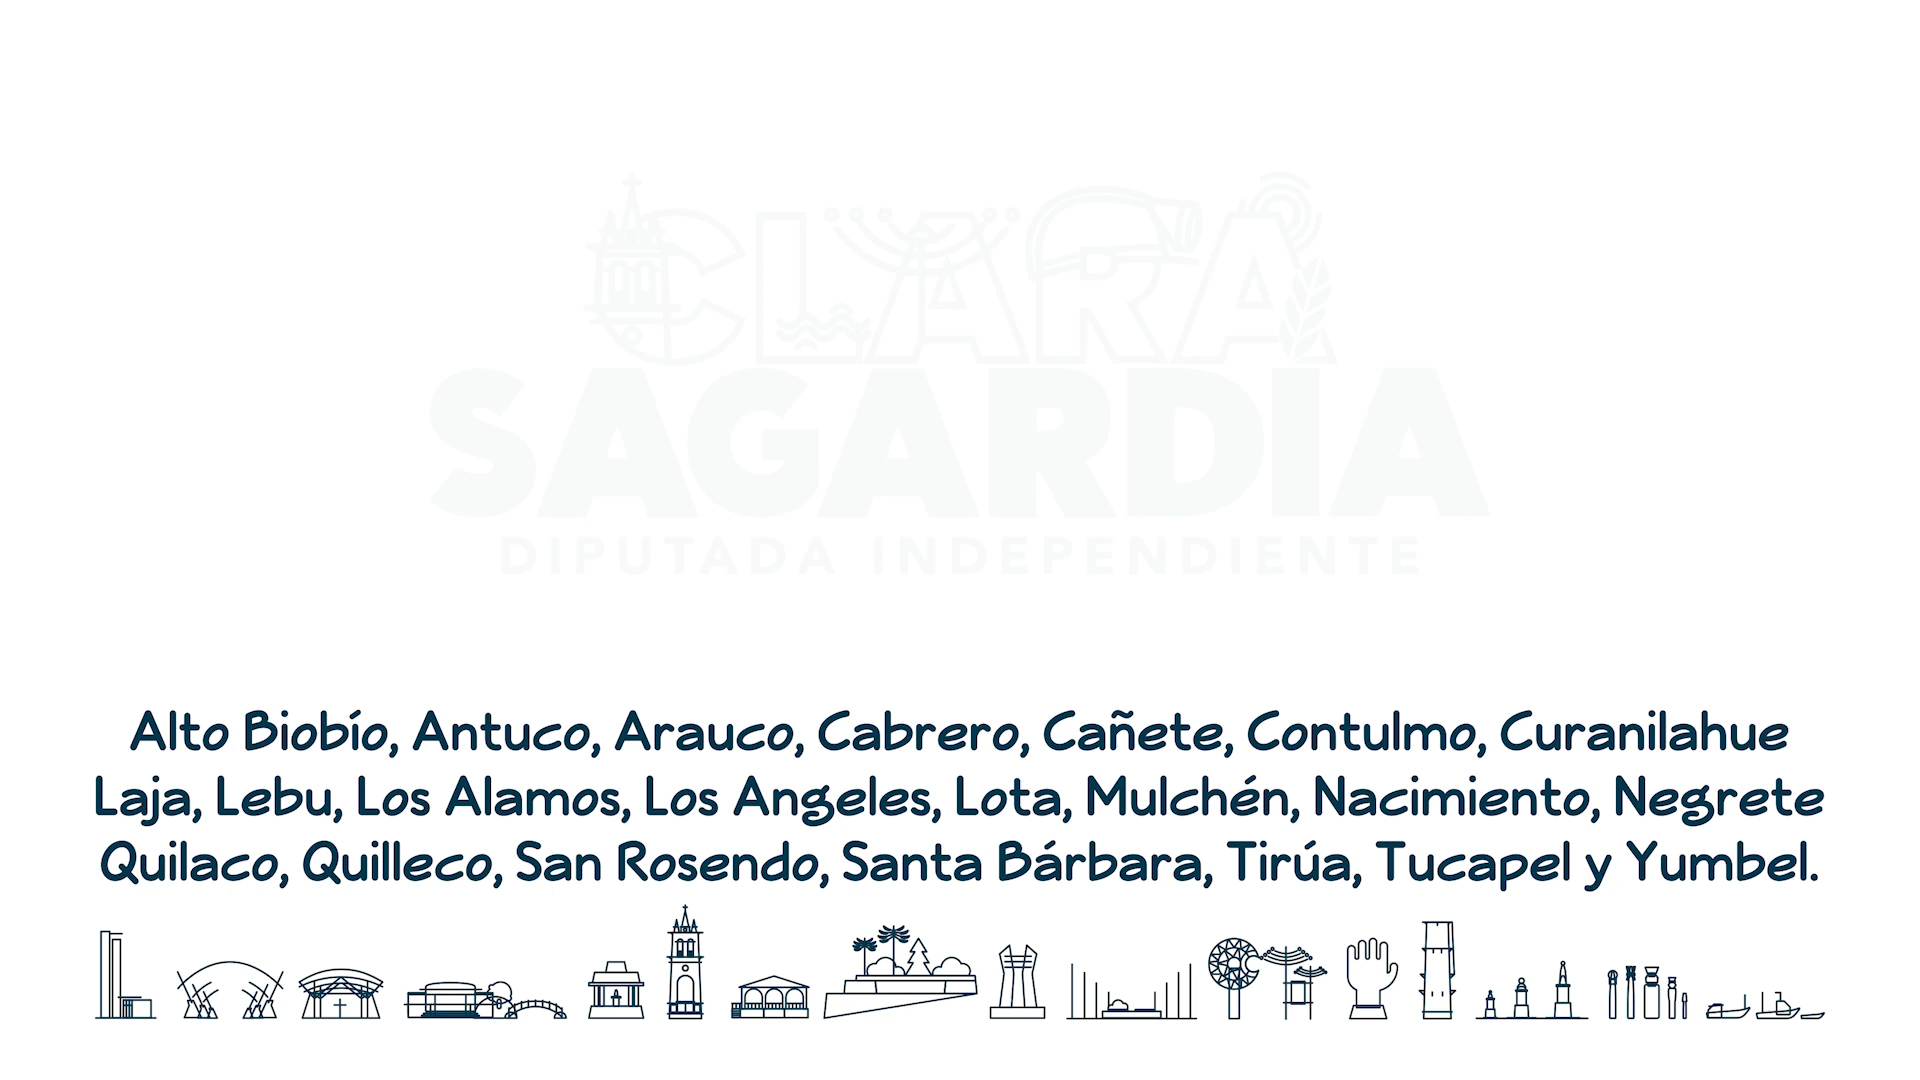 CLARA
SAGARDIA
DIPUTADA INDEPENDIENTE
Alto Biobío, Antuco, Arauco, Cabrero, Cañete, Contulmo, Curanilahue
Laja, Lebu, Los Alamos, Los Angeles, Lota, Mulchén, Nacimiento, Negrete
Quilaco, Quilleco, San Rosendo, Santa Bárbara, Tirúa, Tucapel y Yumbel.